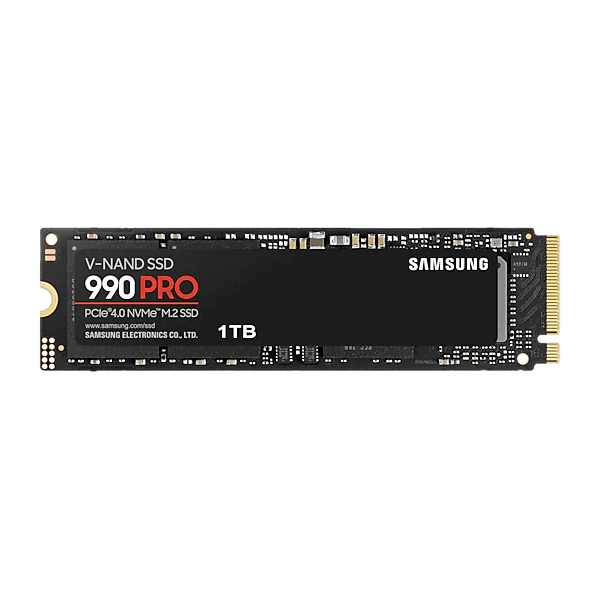 V-NAND SSD
990 PRO
PCIe®4.0 NVMe™ M.2 SSD
www.samsung.com/ssd
SAMSUNG ELECTRONICS CO., LTD.
1TB
SAMSUNG